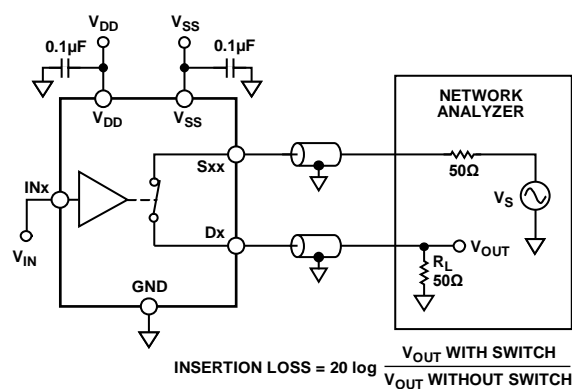 VDD
VSS
0.1µF
0.1µF
VDD
VSS
NETWORK
ANALYZER
Sxx
50Ω
VS
INx
Dx
VOUT
VIN
RL
50Ω
GND
INSERTION LOSS = 20 log VOUT WITH SWITCH
VOUT WITHOUT SWITCH